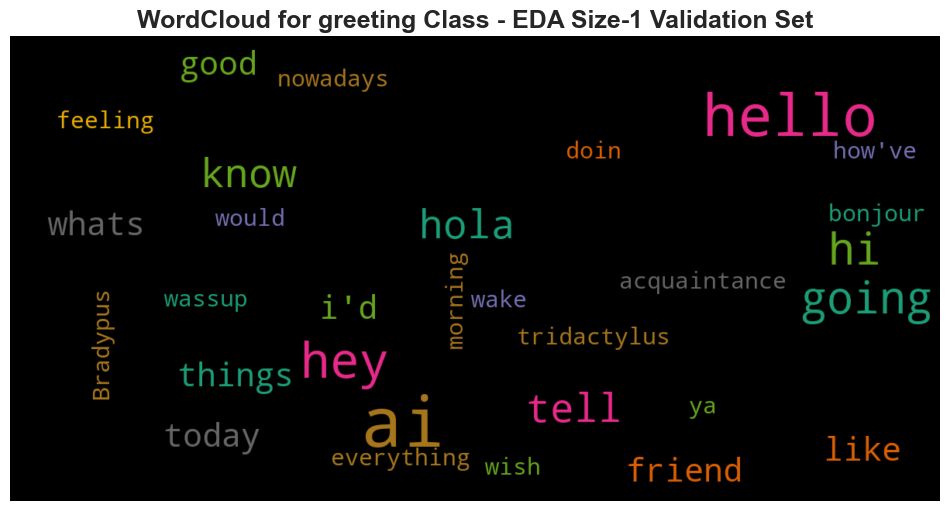 WordCloud for greeting Class - EDA Size-1 Validation Set
good
nowadays
feeling
hello
doin
how've
know
whats
would
hola
bonjour
hi
morning
acquaintance
going
Bradypus
wassup
i'd
wake
tridactylus
hey
things
ai
tell
ya
today
everything
wish
friend
like